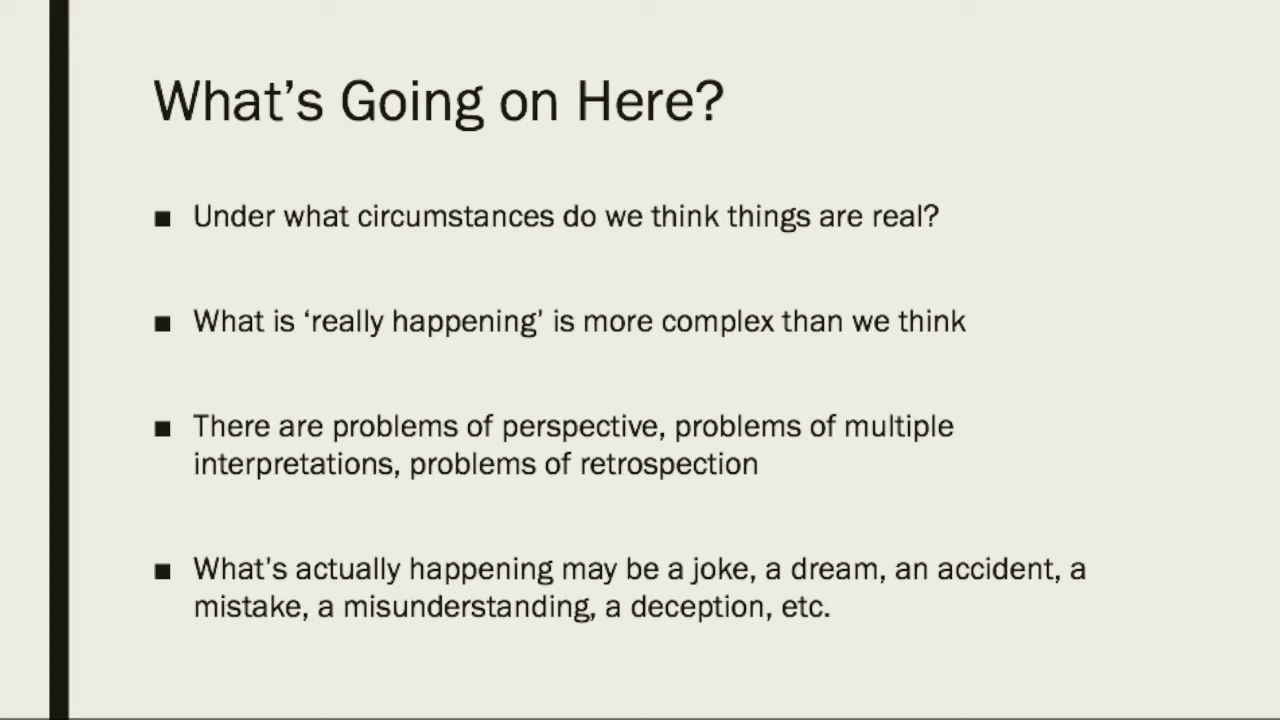 What’s Going on Here?
■ Under what circumstances do we think things are real?
■ What is ‘really happening’ is more complex than we think
■ There are problems of perspective, problems of multiple
interpretations, problems of retrospection
■ What’s actually happening may be a joke, a dream, an accident, a
mistake, a misunderstanding, a deception, etc.